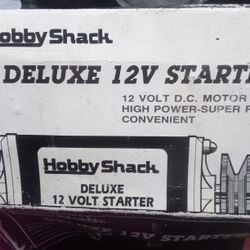 Hobby Shack
DELUXE 12V STARTE
12 VOLT D.C. MOTOR
HIGH POWER-SUPER
CONVENIENT
Hobby Shack
DELUXE
12 VOLT STARTER